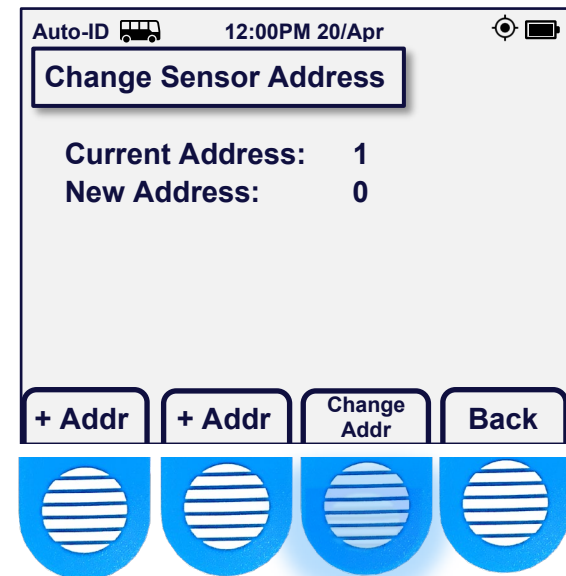 Auto-ID 12:00PM 20/Apr
Change Sensor Address
Current Address: 1
New Address: 0
+ Addr + Addr Change Addr Back